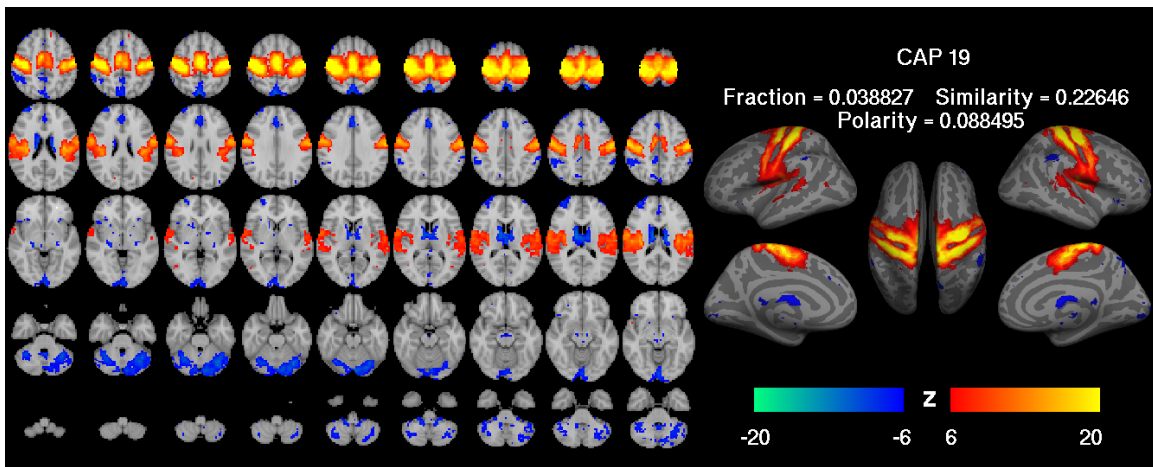 CAP 19
Fraction = 0.038827 Similarity = 0.22646
Polarity = 0.088495
z
-20 -6 6 20